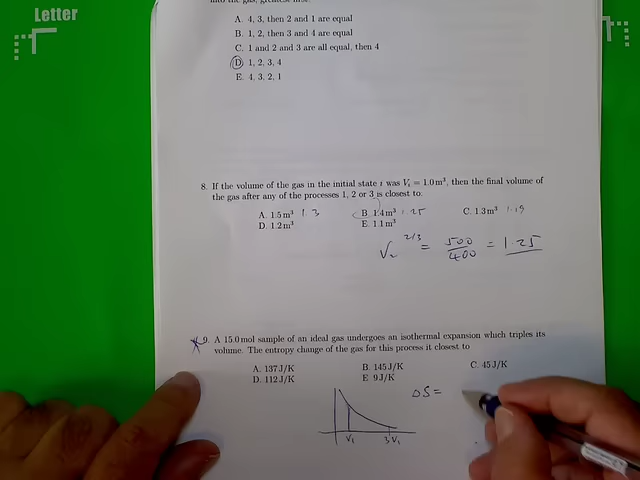 Letter
into the gas, greatest first.
A. 4, 3, then 2 and 1 are equal
B. 1, 2, then 3 and 4 are equal
C. 1 and 2 and 3 are all equal, then 4
D. 1, 2, 3, 4
E. 4, 3, 2, 1
8. If the volume of the gas in the initial state i was Vᵢ = 1.0 m³, then the final volume of
the gas after any of the processes 1, 2 or 3 is closest to:
A. 1.5 m³ 1.3 B. 1.4 m³ 1.25 C. 1.3 m³ 1.19
D. 1.2 m³ E. 1.1 m³
V^2/3 = 500/400 = 1.25
9. A 15.0 mol sample of an ideal gas undergoes an isothermal expansion which triples its
volume. The entropy change of the gas for this process it closest to
A. 137 J/K B. 145 J/K C. 45 J/K
D. 112 J/K E 9 J/K
ΔS =
V₁ 3V₁